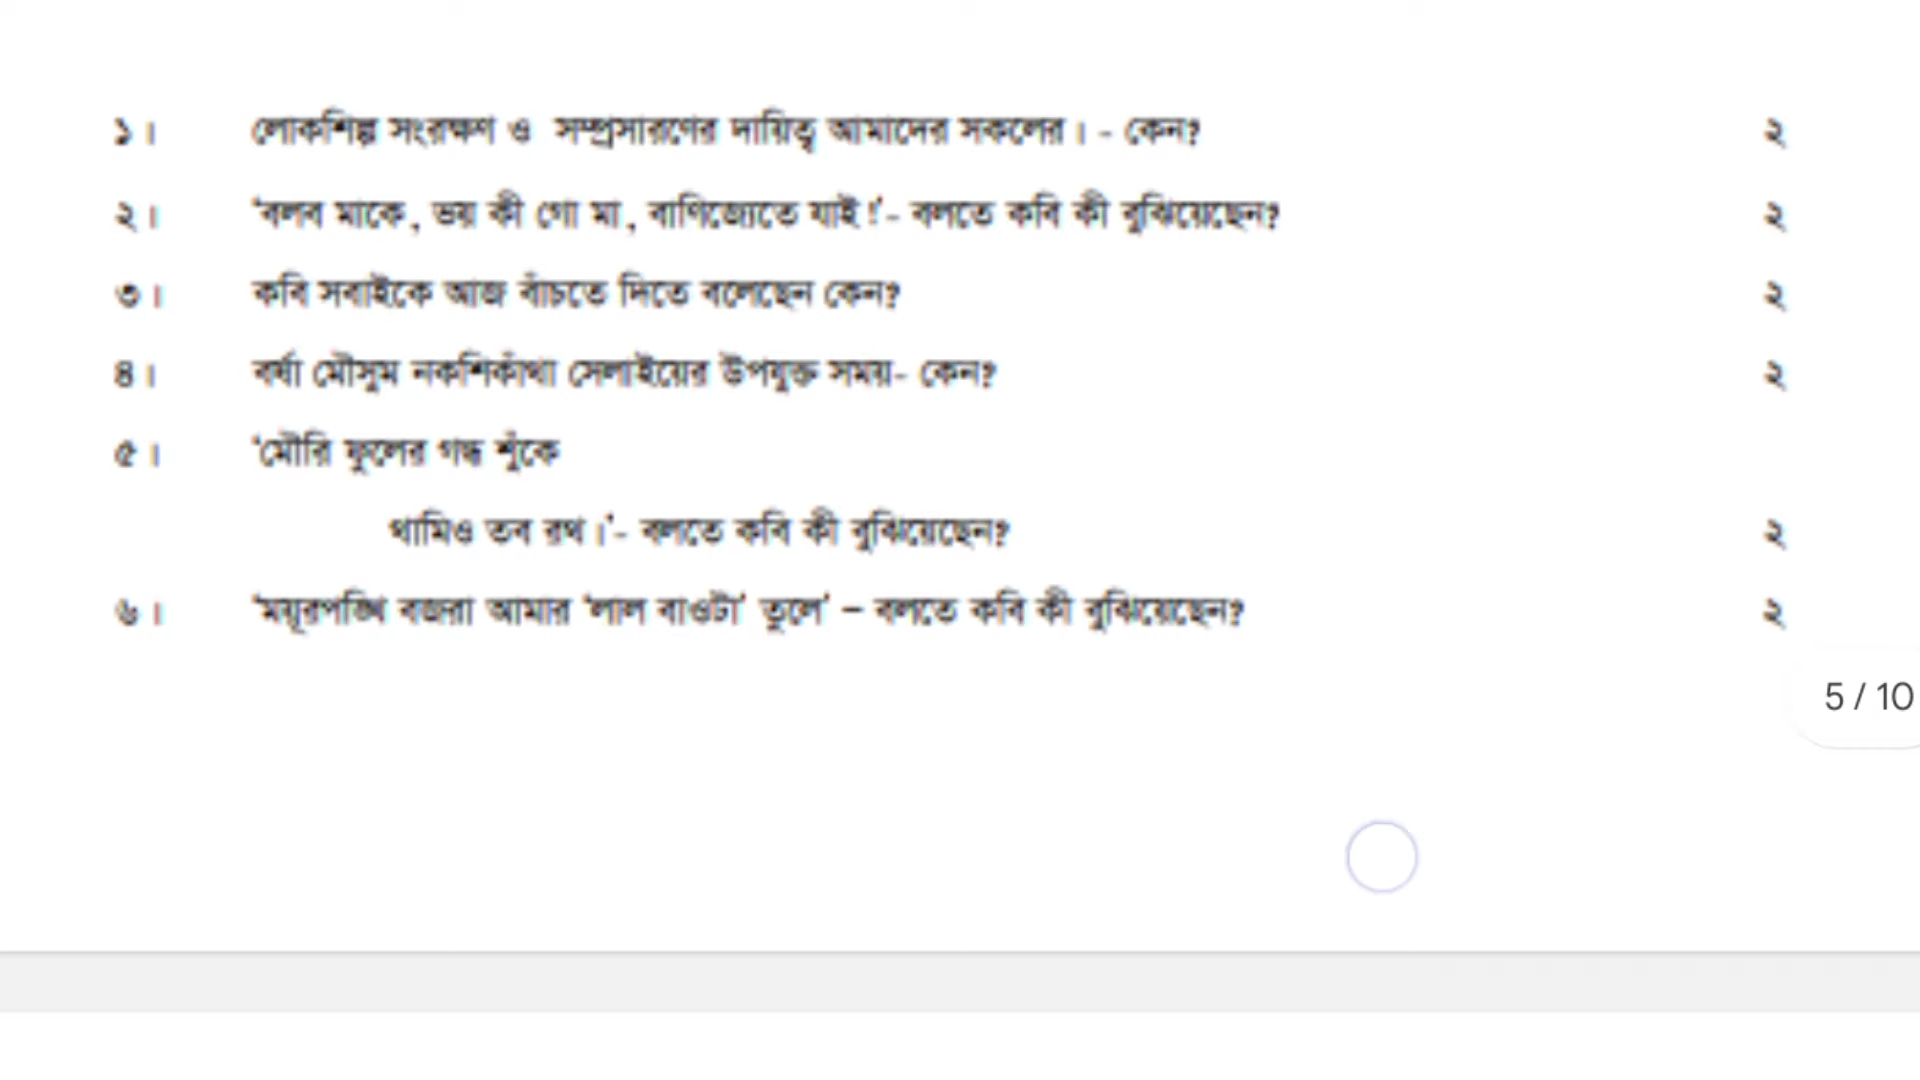 ১। লোকশিল্প সংরক্ষণ ও সম্প্রসারণের দায়িত্ব আমাদের সকলের। - কেন? ২
২। 'বলব মাকে, ভয় কী গো মা, বাণিজ্যেতে যাই!'- বলতে কবি কী বুঝিয়েছেন? ২
৩। কবি সবাইকে আজ বাঁচতে দিতে বলেছেন কেন? ২
৪। বর্ষা মৌসুম নকশিকাঁথা সেলাইয়ের উপযুক্ত সময়- কেন? ২
৫। 'মৌরি ফুলের গন্ধ শুঁকে
থামিও তব রথ।'- বলতে কবি কী বুঝিয়েছেন? ২
৬। 'ময়ূরপঙ্খি বজরা আমার 'লাল বাওটা' তুলে' – বলতে কবি কী বুঝিয়েছেন? ২
5 / 10